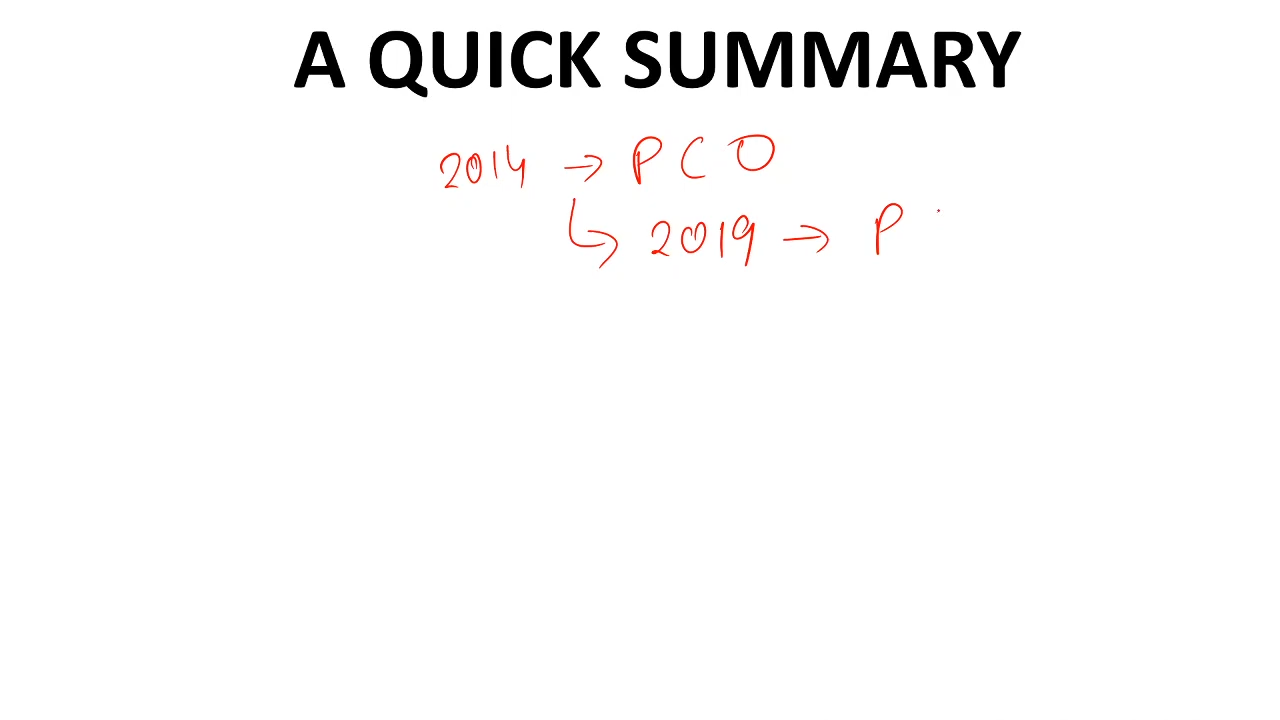 A QUICK SUMMARY
2014 → PCO
↳ 2019 → P